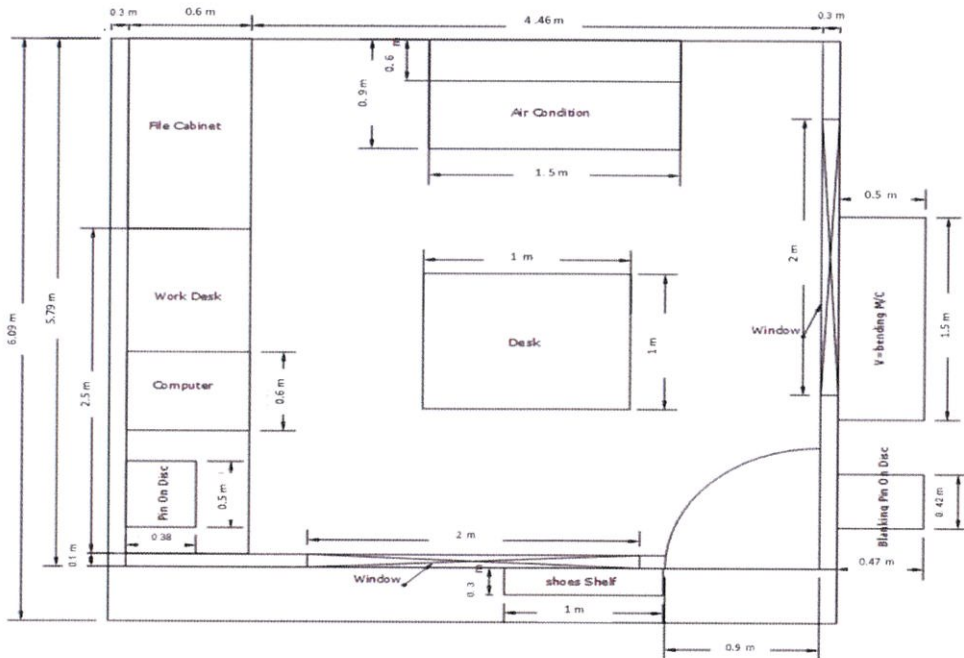 0.3 m
0.6 m
4.46 m
0.3 m
File Cabinet
0.6 m
0.9 m
Air Condition
1.5 m
0.5 m
1 m
2 m
Work Desk
Desk
1 m
Window
V=bending M/C
1.5 m
6.09 m
5.79 m
2.5 m
Computer
0.6 m
Pin On Disc
0.5 m
Blanking Pin On Disc
0.42 m
0.38
2 m
0.1 m
Window
0.3 m
shoes Shelf
0.47 m
1 m
0.9 m